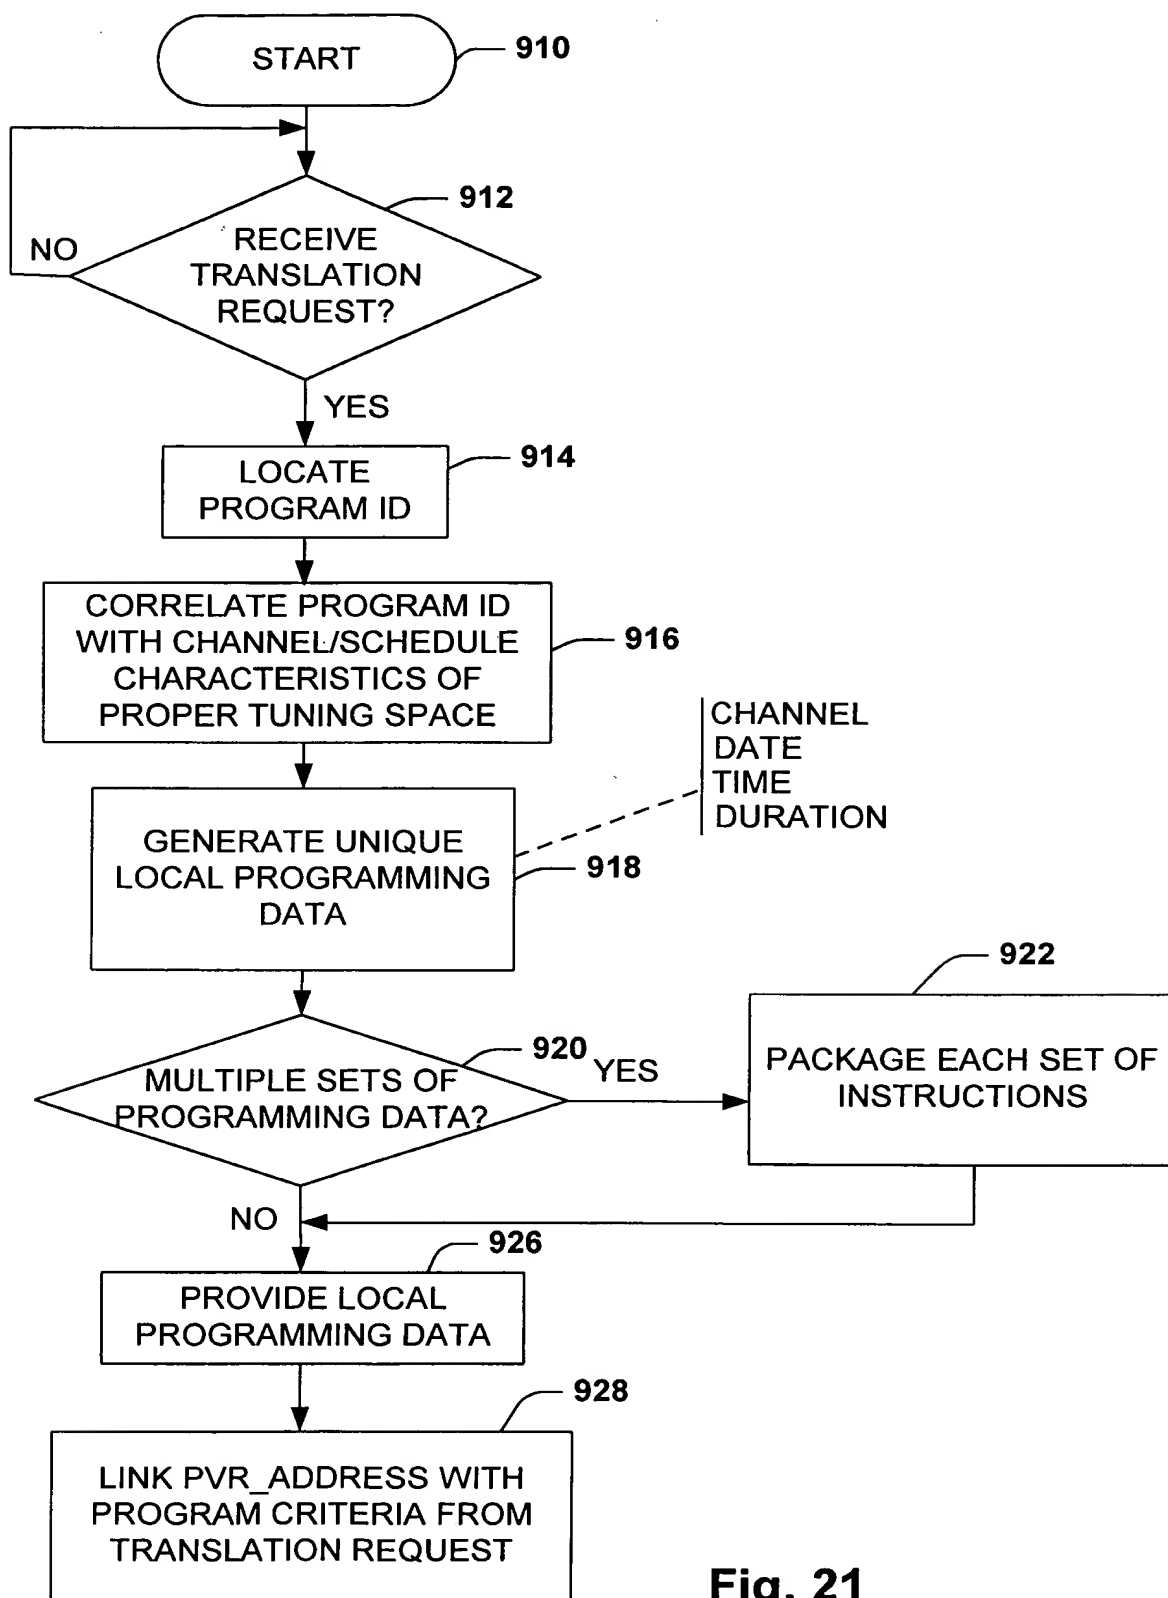 START
910
912
NO
RECEIVE
TRANSLATION
REQUEST?
YES
914
LOCATE
PROGRAM ID
CORRELATE PROGRAM ID
WITH CHANNEL/SCHEDULE
CHARACTERISTICS OF
PROPER TUNING SPACE
916
CHANNEL
DATE
TIME
DURATION
GENERATE UNIQUE
LOCAL PROGRAMMING
DATA
918
922
920
MULTIPLE SETS OF
PROGRAMMING DATA?
YES
PACKAGE EACH SET OF
INSTRUCTIONS
NO
926
PROVIDE LOCAL
PROGRAMMING DATA
928
LINK PVR_ADDRESS WITH
PROGRAM CRITERIA FROM
TRANSLATION REQUEST
Fig. 21